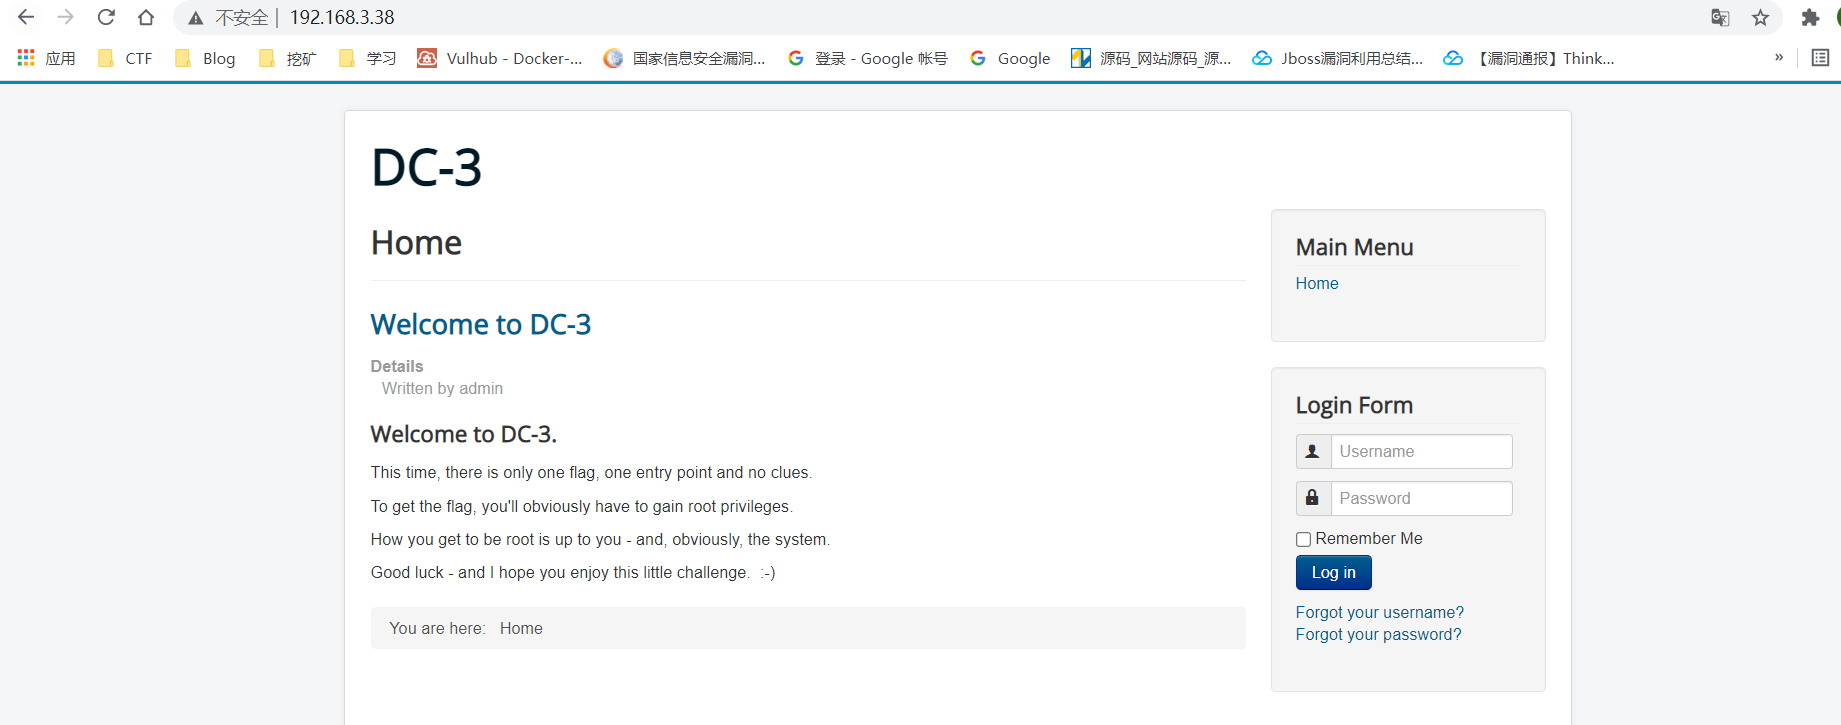 不安全 | 192.168.3.38
应用 CTF Blog 挖矿 学习 Vulhub - Docker-... 国家信息安全漏洞... 登录 - Google 帐号 Google 源码_网站源码_源... Jboss漏洞利用总结... 【漏洞通报】Think... »
DC-3
Home
Welcome to DC-3
Details
Written by admin
Welcome to DC-3.
This time, there is only one flag, one entry point and no clues.
To get the flag, you'll obviously have to gain root privileges.
How you get to be root is up to you - and, obviously, the system.
Good luck - and I hope you enjoy this little challenge.  :-)
You are here: Home
Main Menu
Home
Login Form
Username
Password
Remember Me
Log in
Forgot your username?
Forgot your password?